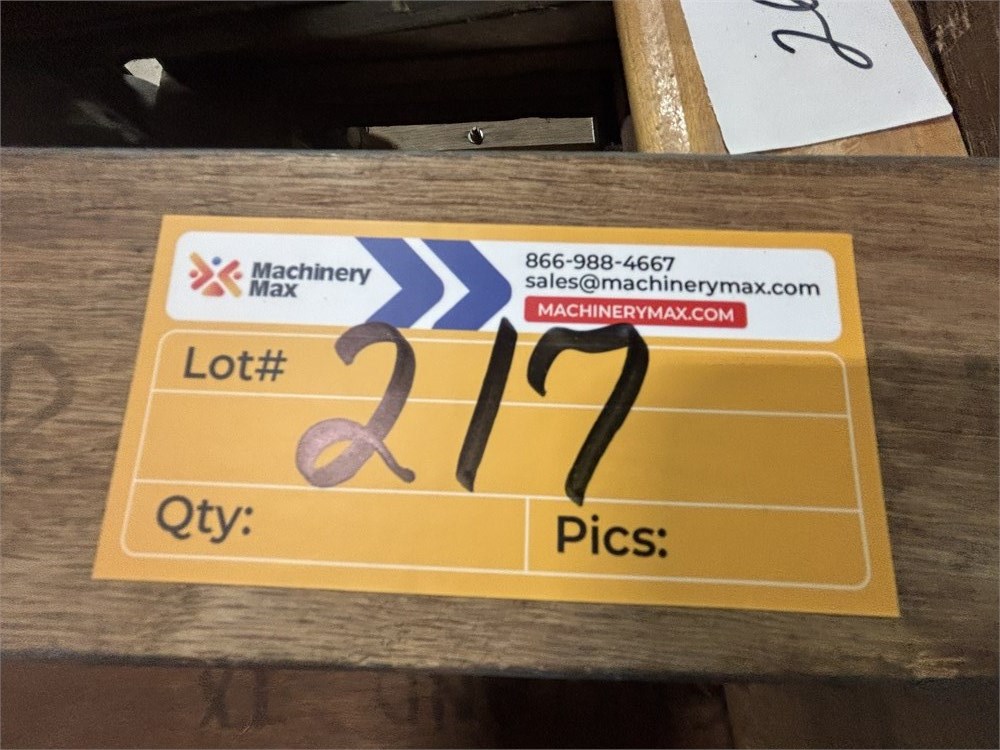 Machinery
Max
866-988-4667
sales@machinerymax.com
MACHINERYMAX.COM
Lot# 217
Qty:
Pics: